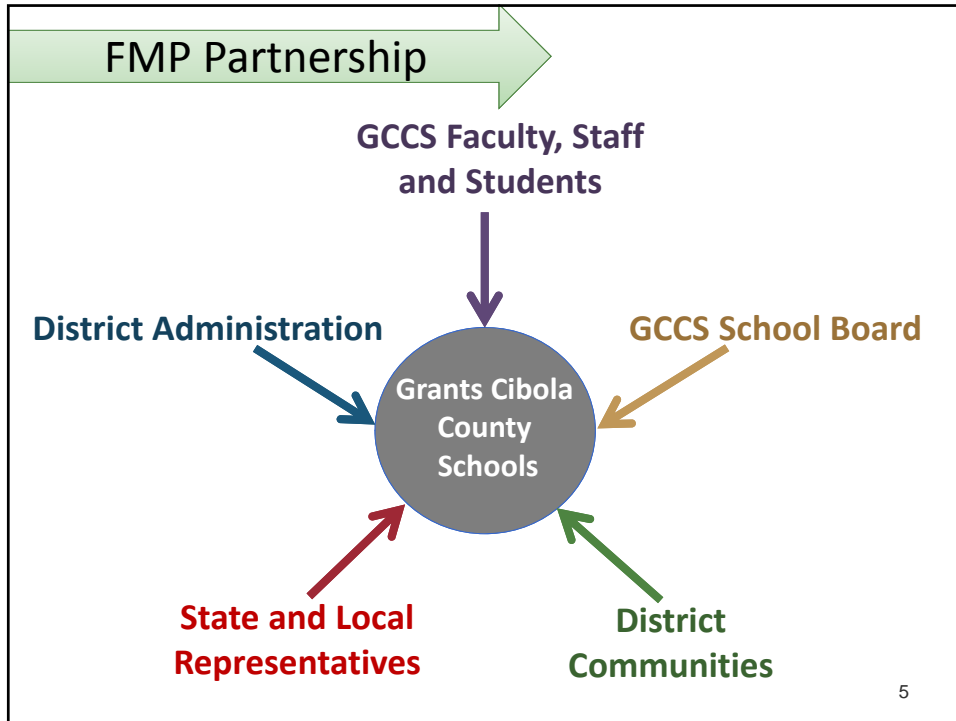 FMP Partnership
GCCS Faculty, Staff
and Students
District Administration
GCCS School Board
Grants Cibola
County
Schools
State and Local
Representatives
District
Communities
5